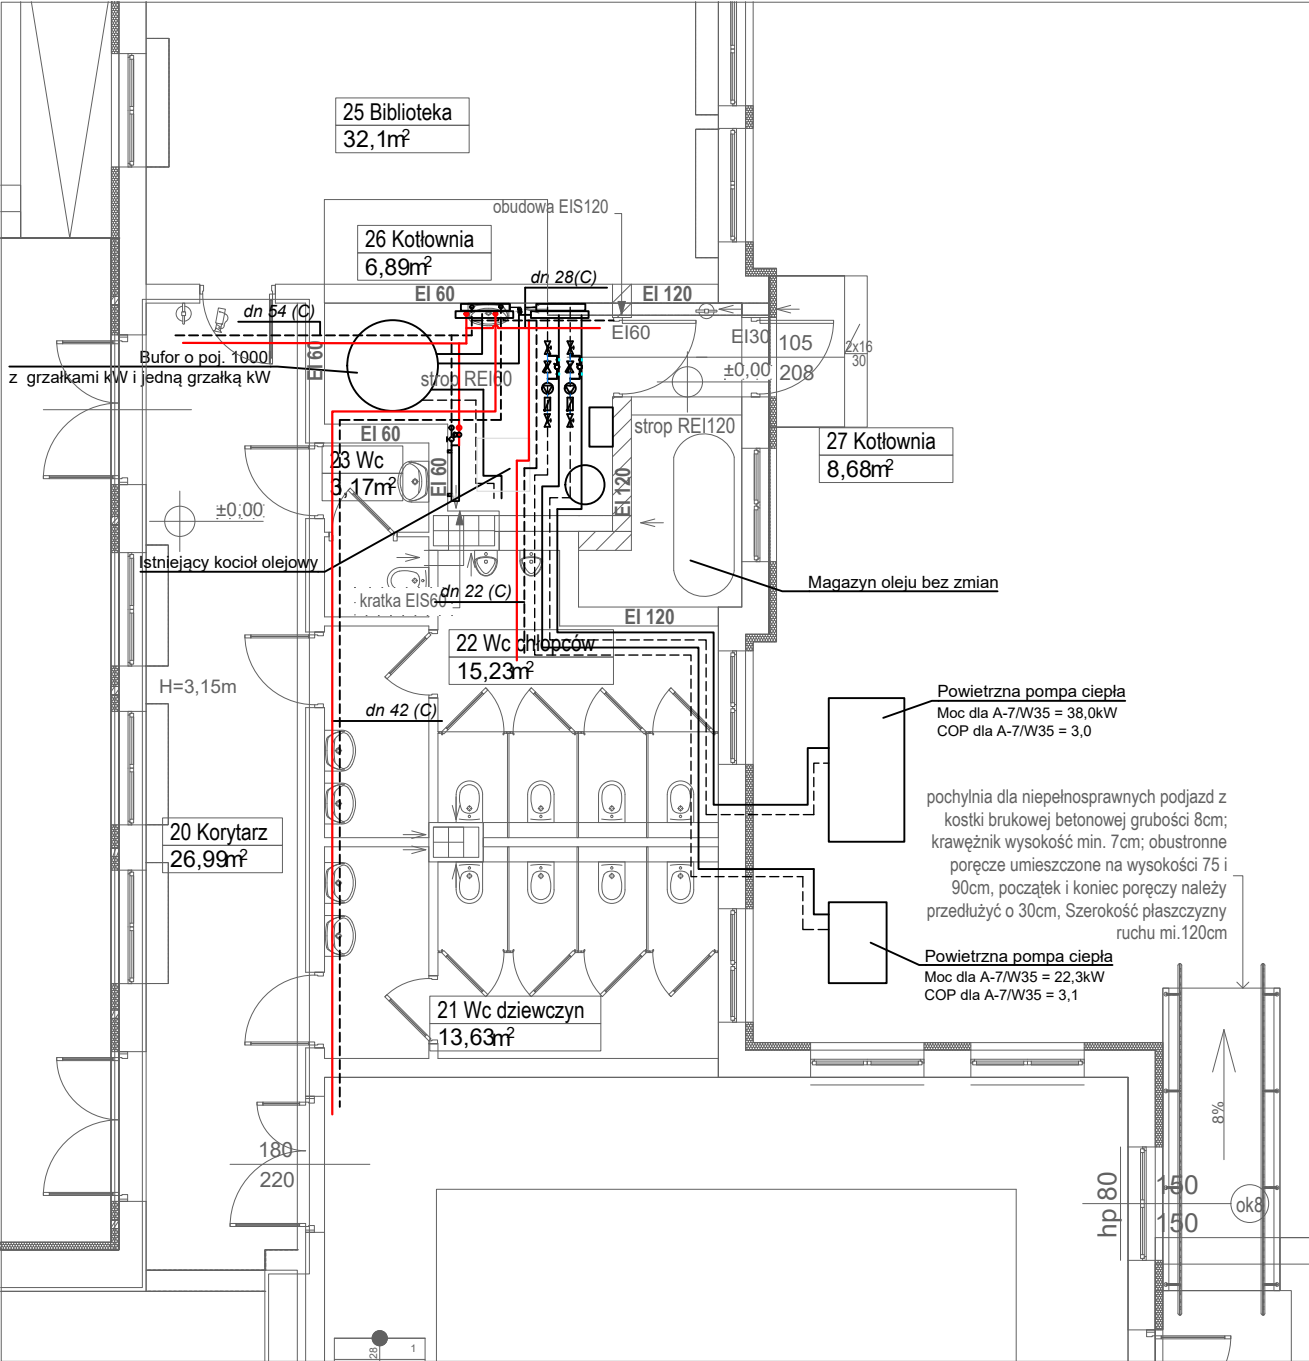 25 Biblioteka
32,1m²
obudowa EIS120
26 Kotłownia
6,89m²
dn 28(C)
EI 60
EI 120
dn 54 (C)
EI60
EI30
105
208
±0,00
2x16
30
Bufor o poj. 1000
z grzałkami kW i jedną grzałką kW
EI 60
strop REI60
strop REI120
EI 60
27 Kotłownia
8,68m²
23 Wc
3,17m²
EI 60
EI 120
±0,00
Istniejący kocioł olejowy
Magazyn oleju bez zmian
kratka EIS60
dn 22 (C)
EI 120
22 Wc chłopców
15,23m²
H=3,15m
dn 42 (C)
Powietrzna pompa ciepła
Moc dla A-7/W35 = 38,0kW
COP dla A-7/W35 = 3,0
pochylnia dla niepełnosprawnych podjazd z
kostki brukowej betonowej grubości 8cm;
krawężnik wysokość min. 7cm; obustronne
poręcze umieszczone na wysokości 75 i
90cm, początek i koniec poręczy należy
przedłużyć o 30cm, Szerokość płaszczyzny
ruchu mi.120cm
20 Korytarz
26,99m²
Powietrzna pompa ciepła
Moc dla A-7/W35 = 22,3kW
COP dla A-7/W35 = 3,1
21 Wc dziewczyn
13,63m²
8%
180
220
hp 80
150
150
ok8
28
1